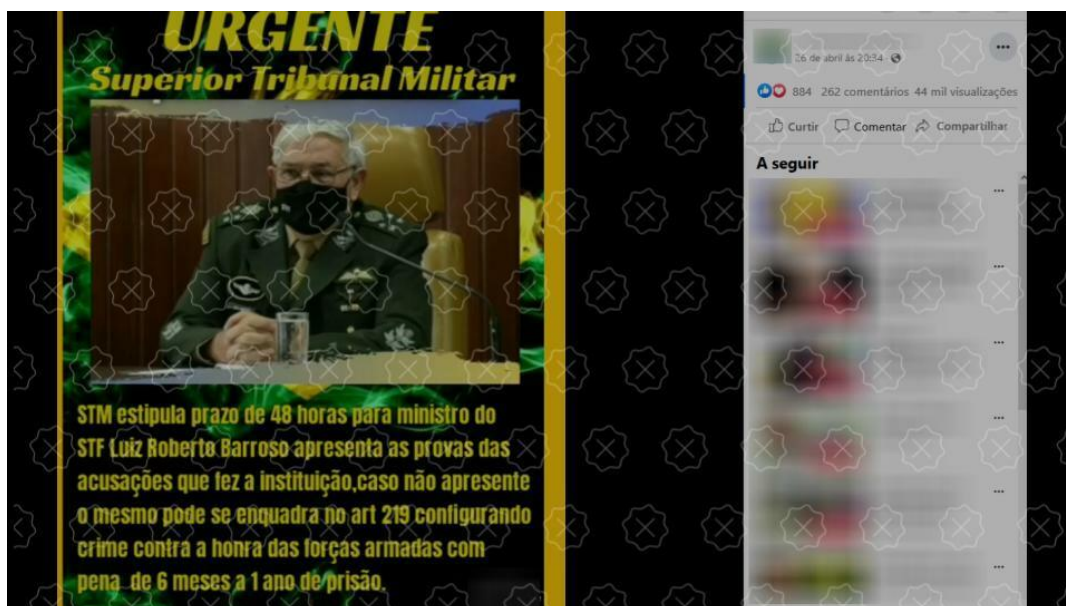 URGENTE
Superior Tribunal Militar
STM estipula prazo de 48 horas para ministro do
STF Luiz Roberto Barroso apresenta as provas das
acusações que fez a instituição,caso não apresente
o mesmo pode se enquadra no art 219 configurando
crime contra a honra das forças armadas com
pena de 6 meses a 1 ano de prisão.
26 de abril às 20:34
884 262 comentários 44 mil visualizações
Curtir Comentar Compartilhar
A seguir